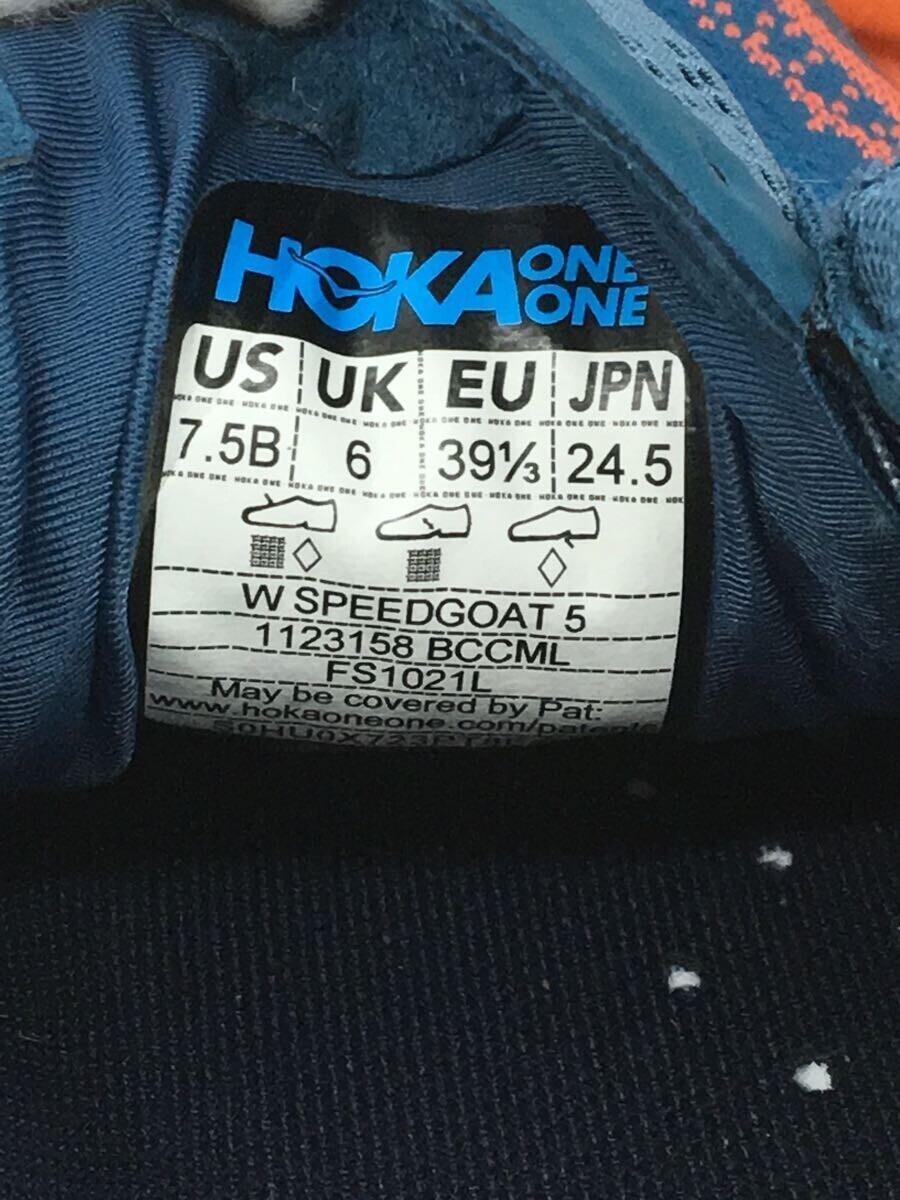 HOKA ONE ONE
US UK EU JPN
7.5B 6 39⅓ 24.5
W SPEEDGOAT 5
1123158 BCCML
FS1021L
May be covered by Pat:
www.hokaoneone.com/patents